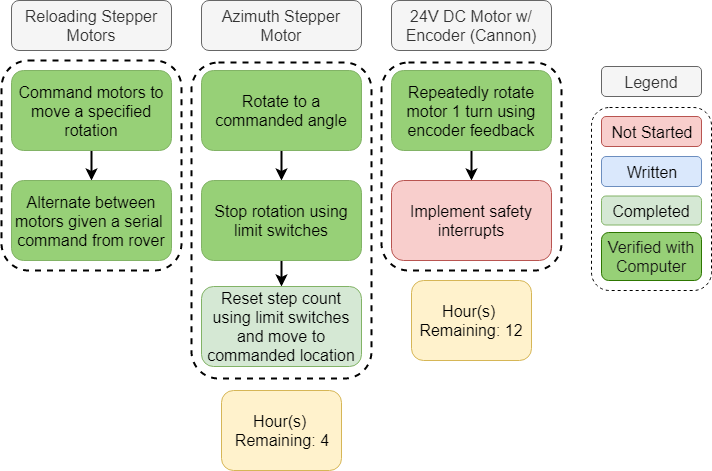 Reloading Stepper
Motors
Azimuth Stepper
Motor
24V DC Motor w/
Encoder (Cannon)
Command motors to
move a specified
rotation
Alternate between
motors given a serial
command from rover
Rotate to a
commanded angle
Stop rotation using
limit switches
Reset step count
using limit switches
and move to
commanded location
Hour(s)
Remaining: 4
Repeatedly rotate
motor 1 turn using
encoder feedback
Implement safety
interrupts
Hour(s)
Remaining: 12
Legend
Not Started
Written
Completed
Verified with
Computer